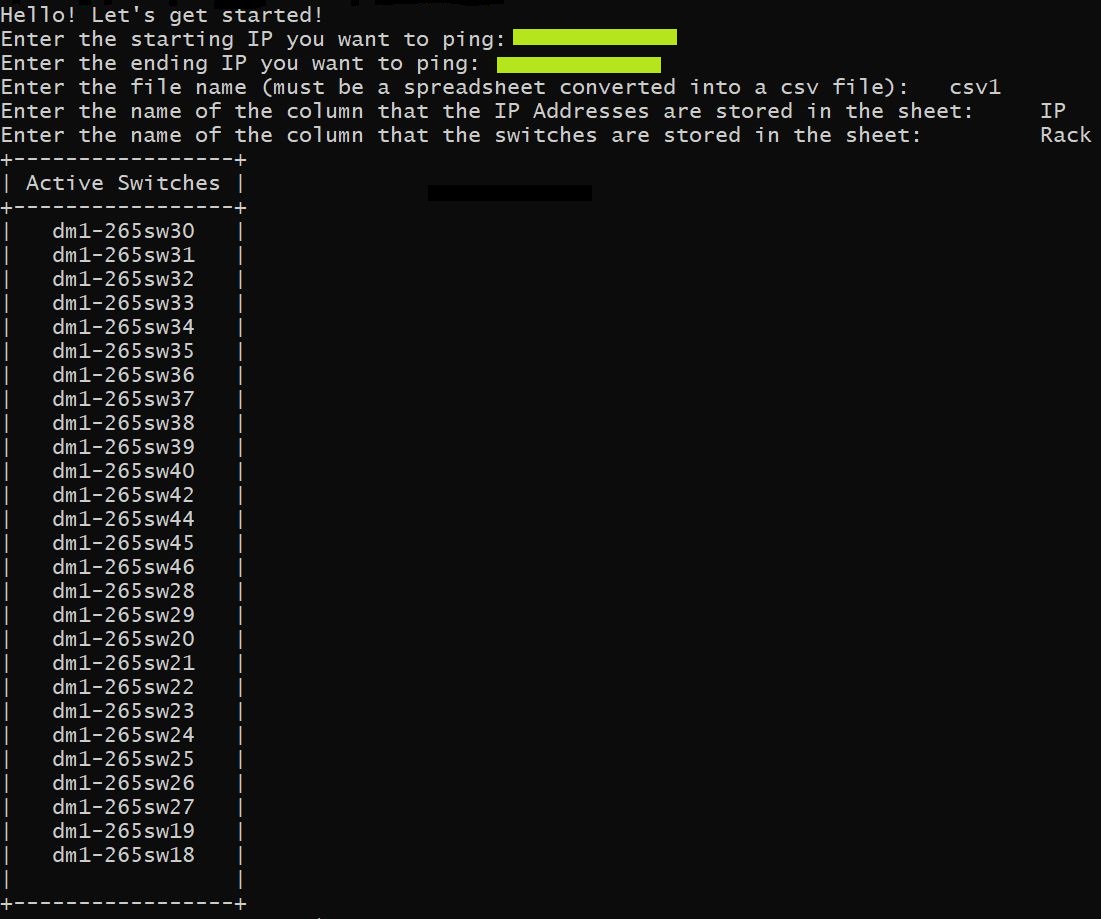 Hello! Let's get started!
Enter the starting IP you want to ping:
Enter the ending IP you want to ping:
Enter the file name (must be a spreadsheet converted into a csv file):   csv1
Enter the name of the column that the IP Addresses are stored in the sheet:     IP
Enter the name of the column that the switches are stored in the sheet:         Rack
+-----------------+
| Active Switches |
+-----------------+
|   dm1-265sw30   |
|   dm1-265sw31   |
|   dm1-265sw32   |
|   dm1-265sw33   |
|   dm1-265sw34   |
|   dm1-265sw35   |
|   dm1-265sw36   |
|   dm1-265sw37   |
|   dm1-265sw38   |
|   dm1-265sw39   |
|   dm1-265sw40   |
|   dm1-265sw42   |
|   dm1-265sw44   |
|   dm1-265sw45   |
|   dm1-265sw46   |
|   dm1-265sw28   |
|   dm1-265sw29   |
|   dm1-265sw20   |
|   dm1-265sw21   |
|   dm1-265sw22   |
|   dm1-265sw23   |
|   dm1-265sw24   |
|   dm1-265sw25   |
|   dm1-265sw26   |
|   dm1-265sw27   |
|   dm1-265sw19   |
|   dm1-265sw18   |
|                 |
+-----------------+